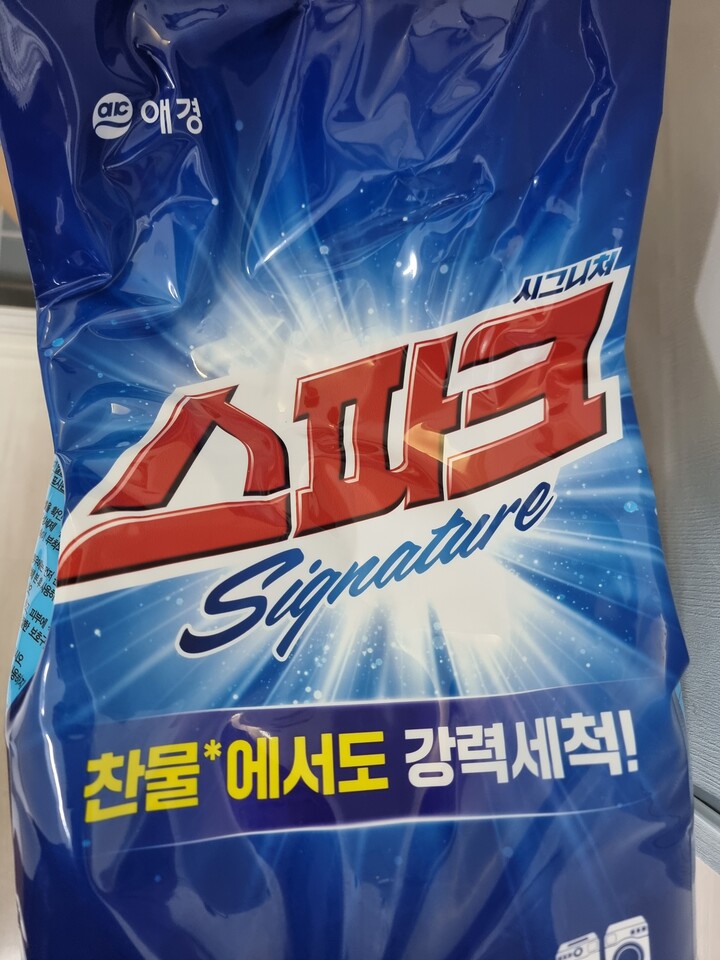 aκ 애경
시그니처
스파크
Signature
찬물*에서도 강력세척!